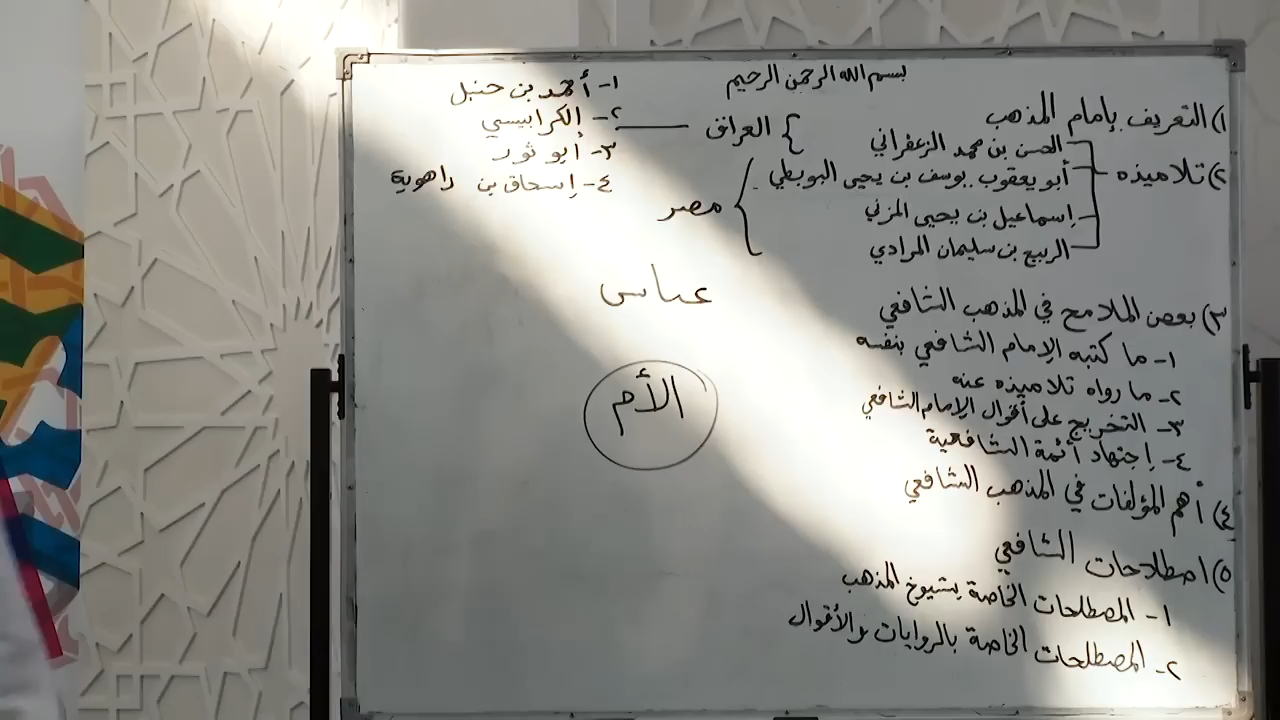 بسم الله الرحمن الرحيم
١) التعريف بإمام المذهب
٢) تلاميذه
الحسن بن محمد الزعفراني
أبو يعقوب يوسف بن يحيى البويطي
إسماعيل بن يحيى المزني
الربيع بن سليمان المرادي
العراق
مصر
١- أحمد بن حنبل
٢- الكرابيسي
٣- أبو ثور
٤- إسحاق بن راهوية
عباس
الأم
٣) بعض الملامح في المذهب الشافعي
١- ما كتبه الإمام الشافعي بنفسه
٢- ما رواه تلاميذه عنه
٣- التخريج على أقوال الإمام الشافعي
٤- إجتهاد أئمة الشافعية
٤) أهم المؤلفات في المذهب الشافعي
٥) اصطلاحات الشافعي
١- المصطلحات الخاصة بشيوخ المذهب
٢- المصطلحات الخاصة بالروايات والأقوال